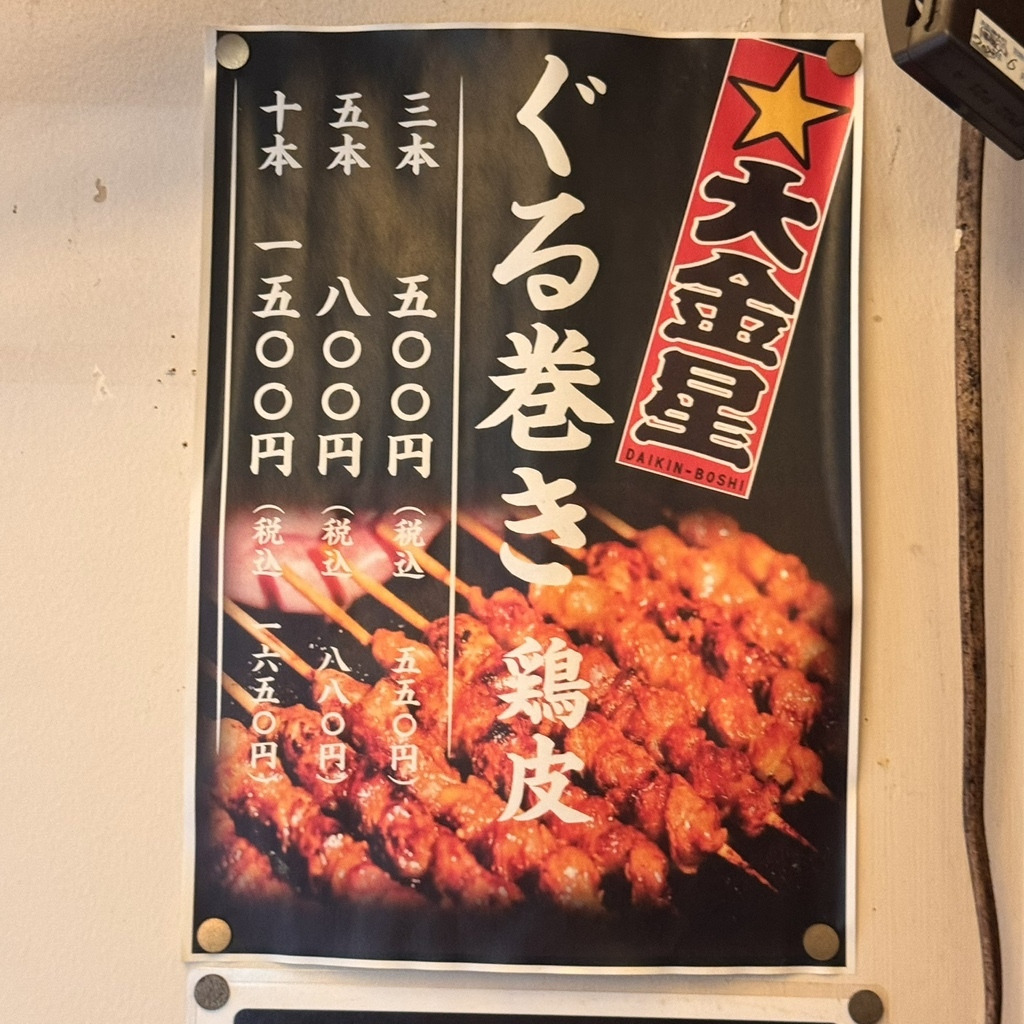 大金星
DAIKIN-BOSHI
ぐる巻き 鶏皮
三本 五〇〇円（税込 五五〇円）
五本 八〇〇円（税込 八八〇円）
十本 一五〇〇円（税込 一六五〇円）